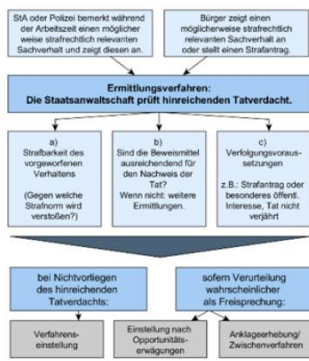 StA oder Polizei bemerkt während
der Arbeitszeit einen möglicher
weise strafrechtlich relevanten
Sachverhalt und zeigt diesen an.
Bürger zeigt einen
möglicherweise strafrechtlich
relevanten Sachverhalt an
oder stellt einen Strafantrag.
Ermittlungsverfahren:
Die Staatsanwaltschaft prüft hinreichenden Tatverdacht.
a)
Strafbarkeit des
vorgeworfenen
Verhaltens
(Gegen welche
Strafnorm wird
verstoßen?)
b)
Sind die Beweismittel
ausreichendend für
den Nachweis der
Tat?
Wenn nicht: weitere
Ermittlungen.
c)
Verfolgungsvoraus-
setzungen
z.B.: Strafantrag oder
besonderes öffentl.
Interesse, Tat nicht
verjährt
bei Nichtvorliegen
des hinreichenden
Tatverdachts:
sofern Verurteilung
wahrscheinlicher
als Freisprechung:
Verfahrens-
einstellung
Einstellung nach
Opportunitäts-
erwägungen
Anklageerhebung/
Zwischenverfahren